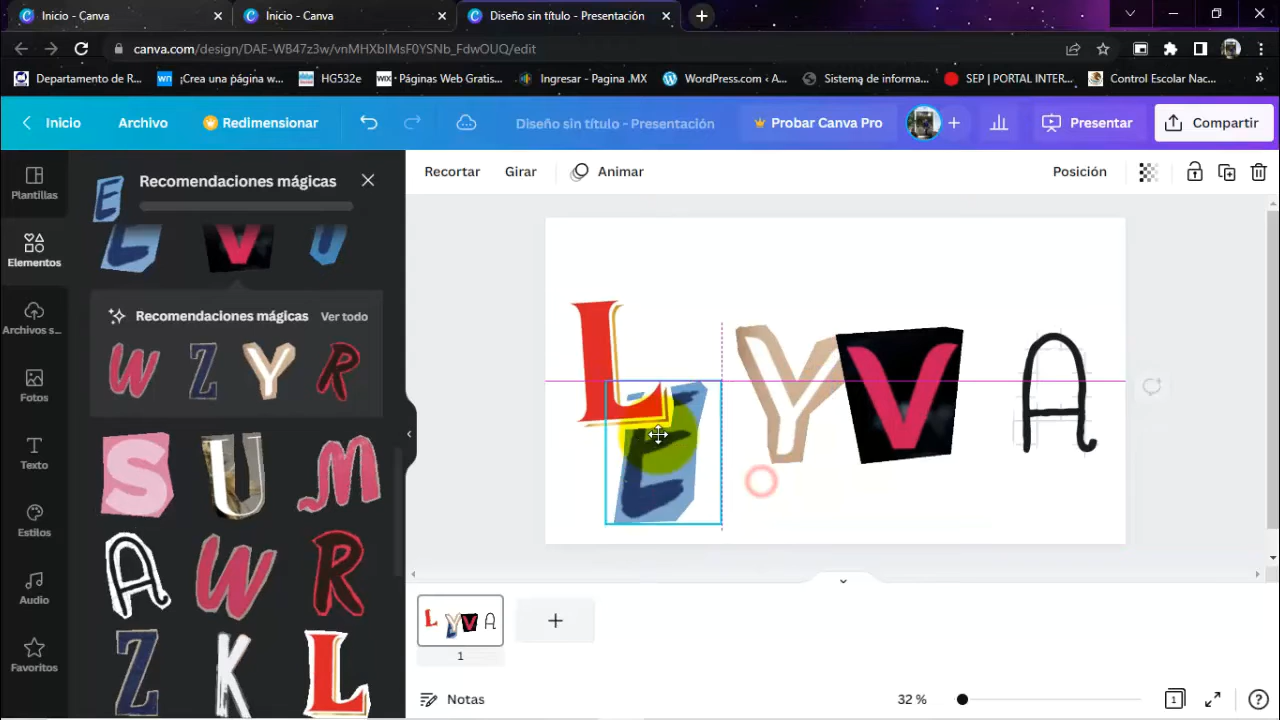 Inicio - Canva
Inicio - Canva
Diseño sin título - Presentación
canva.com/design/DAE-WB47z3w/vnMHXblMsF0YSNb_FdwOUQ/edit
Departamento de R...
¡Crea una página w...
HG532e
Páginas Web Gratis...
Ingresar - Pagina .MX
WordPress.com ‹ A...
Sistemq de informa...
SEP | PORTAL INTER...
Control Escolar Nac...
Inicio
Archivo
Redimensionar
Diseño sin título - Presentación
Probar Canva Pro
Presentar
Compartir
Plantillas
Elementos
Archivos s...
Fotos
Texto
Estilos
Audio
Favoritos
E
Recomendaciones mágicas
L V U
Recomendaciones mágicas
Ver todo
W Z Y R
S U M
A W R
Z K L
Recortar
Girar
Animar
Posición
L E Y V A
L Y V A
1
Notas
32 %
1